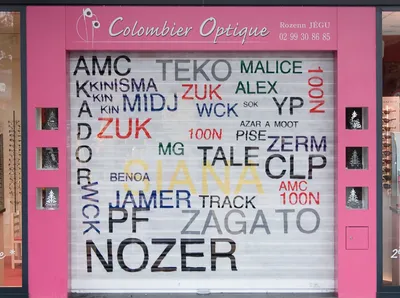 Colombier Optique
Rozenn JÉGU
02 99 30 86 85
AMC
TEKO
MALICE
100N
KINISMA
KIN
KIN
MIDJ
ZUK
ALEX
WCK
SOK
YP
KADOR
ZUK
100N
AZAR A MOOT
PISE
MG
TALE
ZERM
CLP
BENOA
SIANA
WCK
JAMER
TRACK
AMC
100N
PF
ZAGATO
NOZER